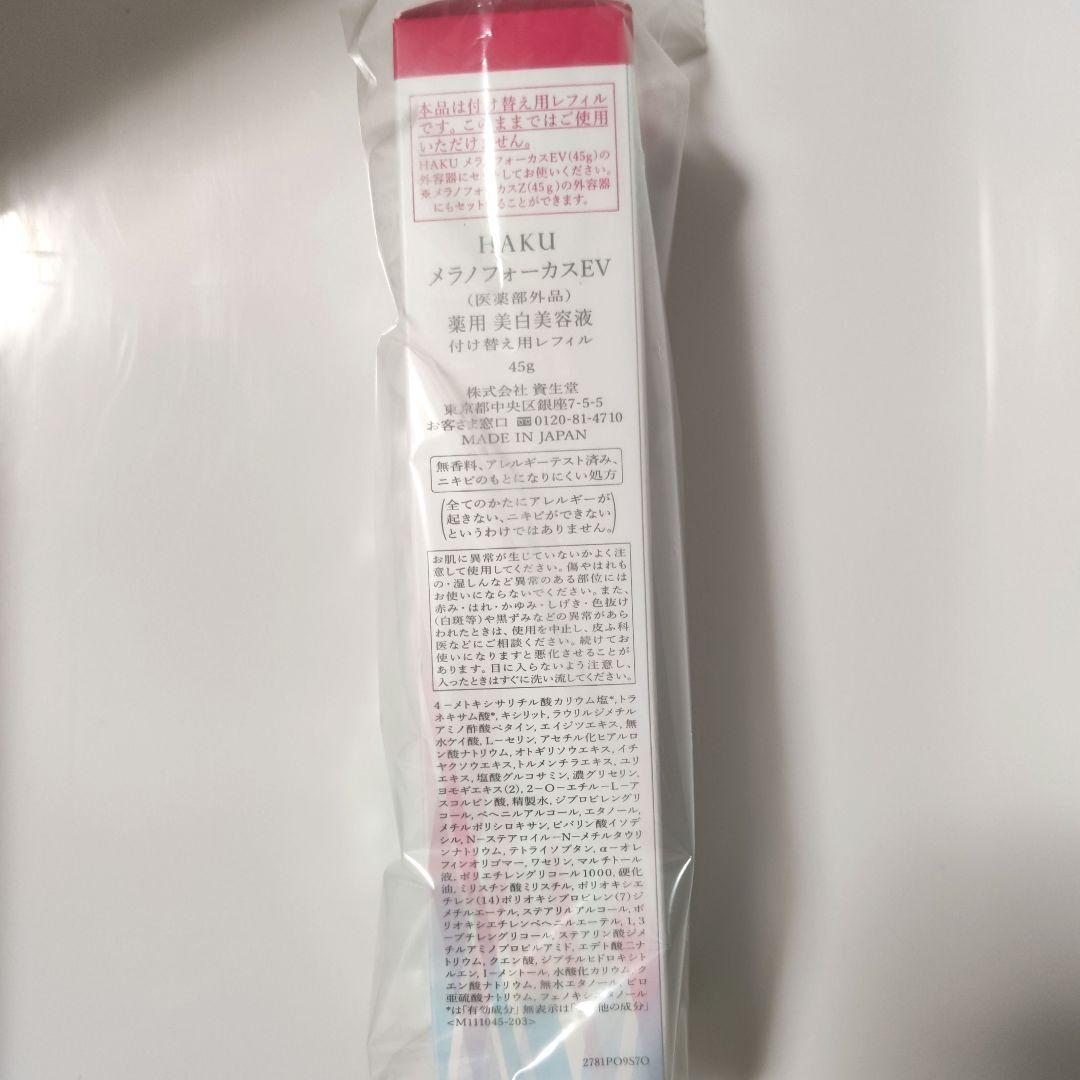 本品は付け替え用レフィル
です。このままではご使用
いただけません。
HAKU メラノフォーカスEV(45g)の
外容器にセットしてお使いください。
※メラノフォーカスZ(45g)の外容器
にもセットすることができます。
HAKU
メラノフォーカスEV
(医薬部外品)
薬用 美白美容液
付け替え用レフィル
45g
株式会社 資生堂
東京都中央区銀座7-5-5
お客さま窓口 0120-81-4710
MADE IN JAPAN
無香料、アレルギーテスト済み、
ニキビのもとになりにくい処方
(全てのかたにアレルギーが
起きない、ニキビができない
というわけではありません。)
お肌に異常が生じていないかよく注
意して使用してください。傷やはれも
の・湿しんなど異常のある部位には
お使いにならないでください。また、
赤み・はれ・かゆみ・しげき・色抜け
(白斑等)や黒ずみなどの異常があら
われたときは、使用を中止し、皮ふ科
医などにご相談ください。続けてお
使いになりますと悪化させることが
あります。目に入らないよう注意し、
入ったときはすぐに洗い流してください。
4−メトキシサリチル酸カリウム塩*,トラ
ネキサム酸*, キシリット, ラウリルジメチル
アミノ酢酸ベタイン, エイジツエキス, 無
水ケイ酸, L−セリン, アセチル化ヒアルロ
ン酸ナトリウム, オトギリソウエキス, イチ
ヤクソウエキス,トルメンチラエキス, ユリ
エキス, 塩酸グルコサミン, 濃グリセリン,
ヨモギエキス(2), 2−O−エチル−L−ア
スコルビン酸, 精製水, ジプロピレングリ
コール, ベヘニルアルコール, エタノール,
メチルポリシロキサン, ピバリン酸イソデ
シル, N−ステアロイル−N−メチルタウリ
ンナトリウム, テトライソブタン, α−オレ
フィンオリゴマー, ワセリン, マルチトール
液, ポリエチレングリコール1000, 硬化
油, ミリスチン酸ミリスチル, ポリオキシエ
チレン(14)ポリオキシプロピレン(7)ジ
メチルエーテル, ステアリルアルコール, ポ
リオキシエチレンベヘニルエーテル, 1,3
−ブチレングリコール, ステアリン酸ジメ
チルアミノプロピルアミド, エデト酸二ナ
トリウム, クエン酸, ジブチルヒドロキシト
ルエン, l−メントール, 水酸化カリウム, ク
エン酸ナトリウム, 無水エタノール, ピロ
亜硫酸ナトリウム, フェノキシエタノール
*は「有効成分」無表示は「その他の成分」
<M111045-203>
2781PO9S7O